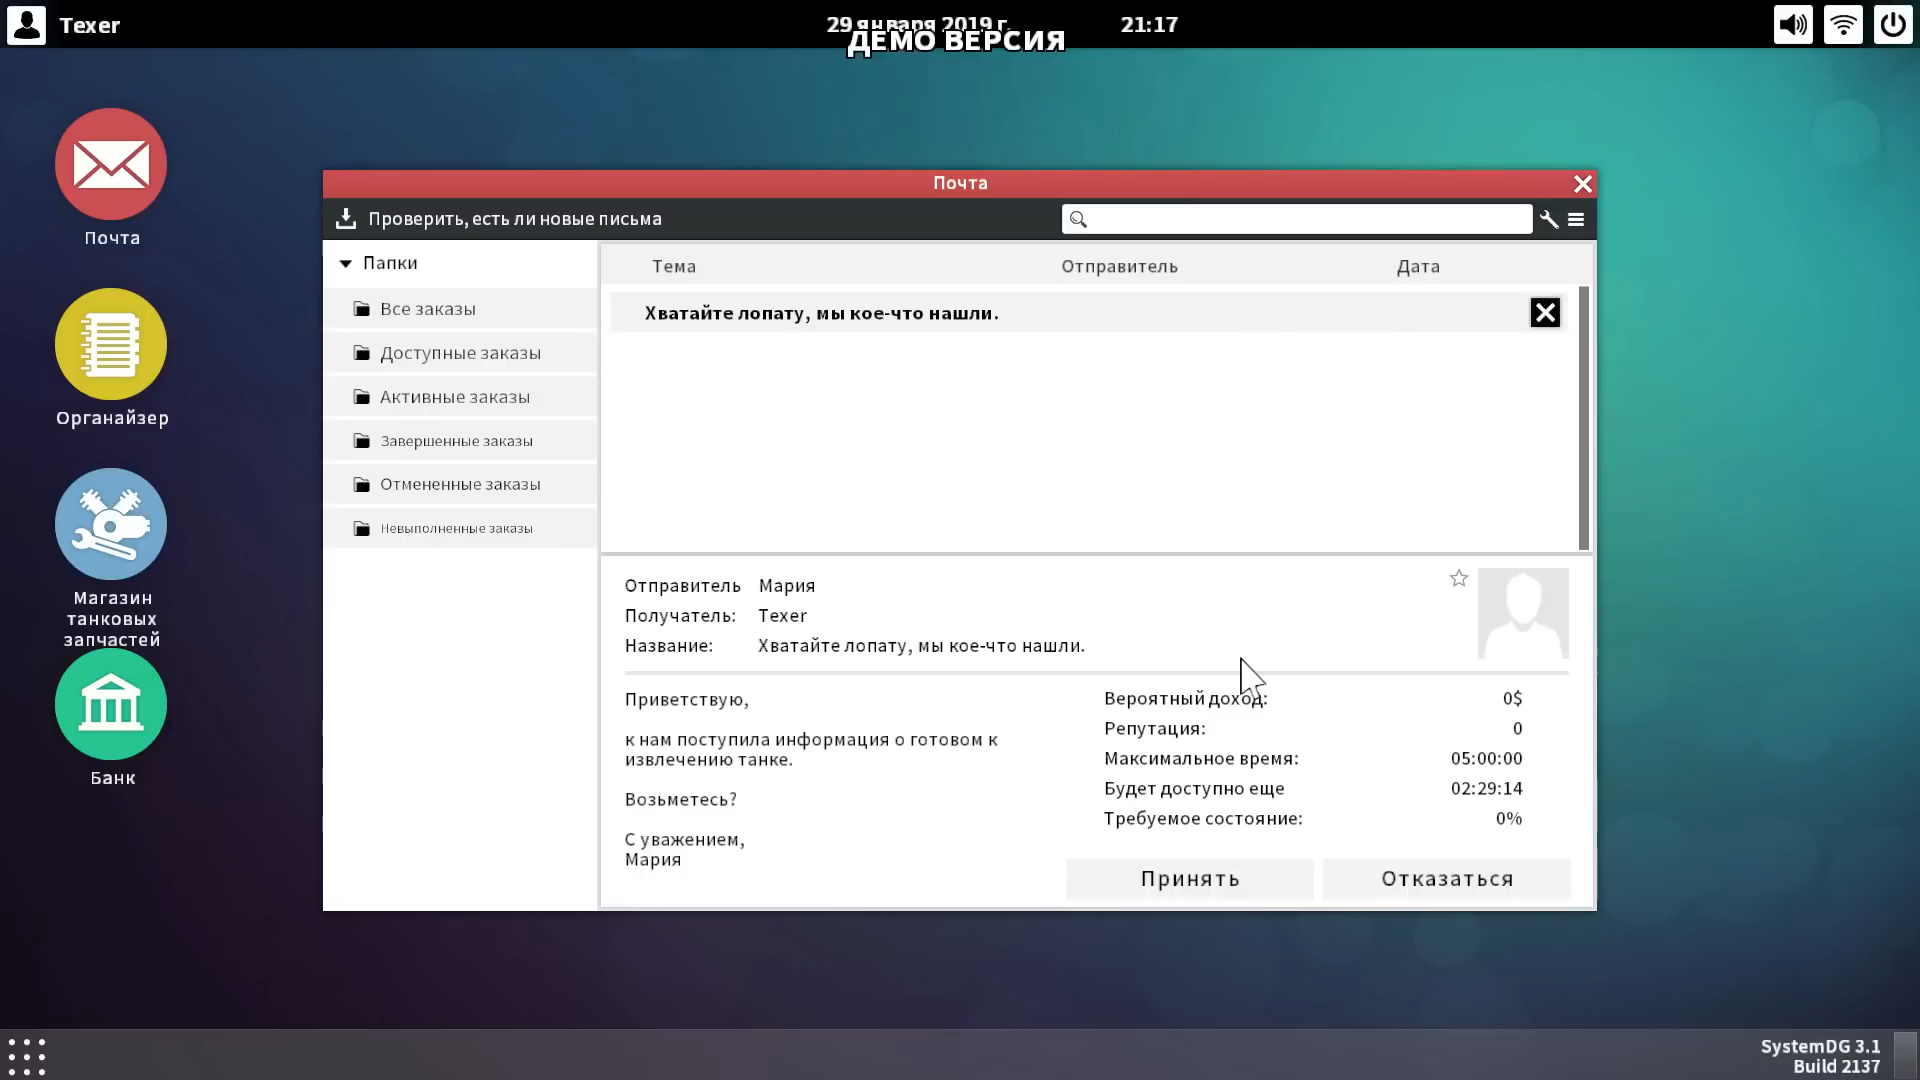 Texer
29 января 2019 г.
21:17
ДЕМО ВЕРСИЯ
Почта
Органайзер
Магазин
танковых
запчастей
Банк
Почта
Проверить, есть ли новые письма
Папки
Все заказы
Доступные заказы
Активные заказы
Завершенные заказы
Отмененные заказы
Невыполненные заказы
Тема Отправитель Дата
Хватайте лопату, мы кое-что нашли.
Отправитель Мария
Получатель: Texer
Название: Хватайте лопату, мы кое-что нашли.
Приветствую,
к нам поступила информация о готовом к
извлечению танке.
Возьметесь?
С уважением,
Мария
Вероятный доход: 0$
Репутация: 0
Максимальное время: 05:00:00
Будет доступно еще 02:29:14
Требуемое состояние: 0%
Принять Отказаться
SystemDG 3.1
Build 2137